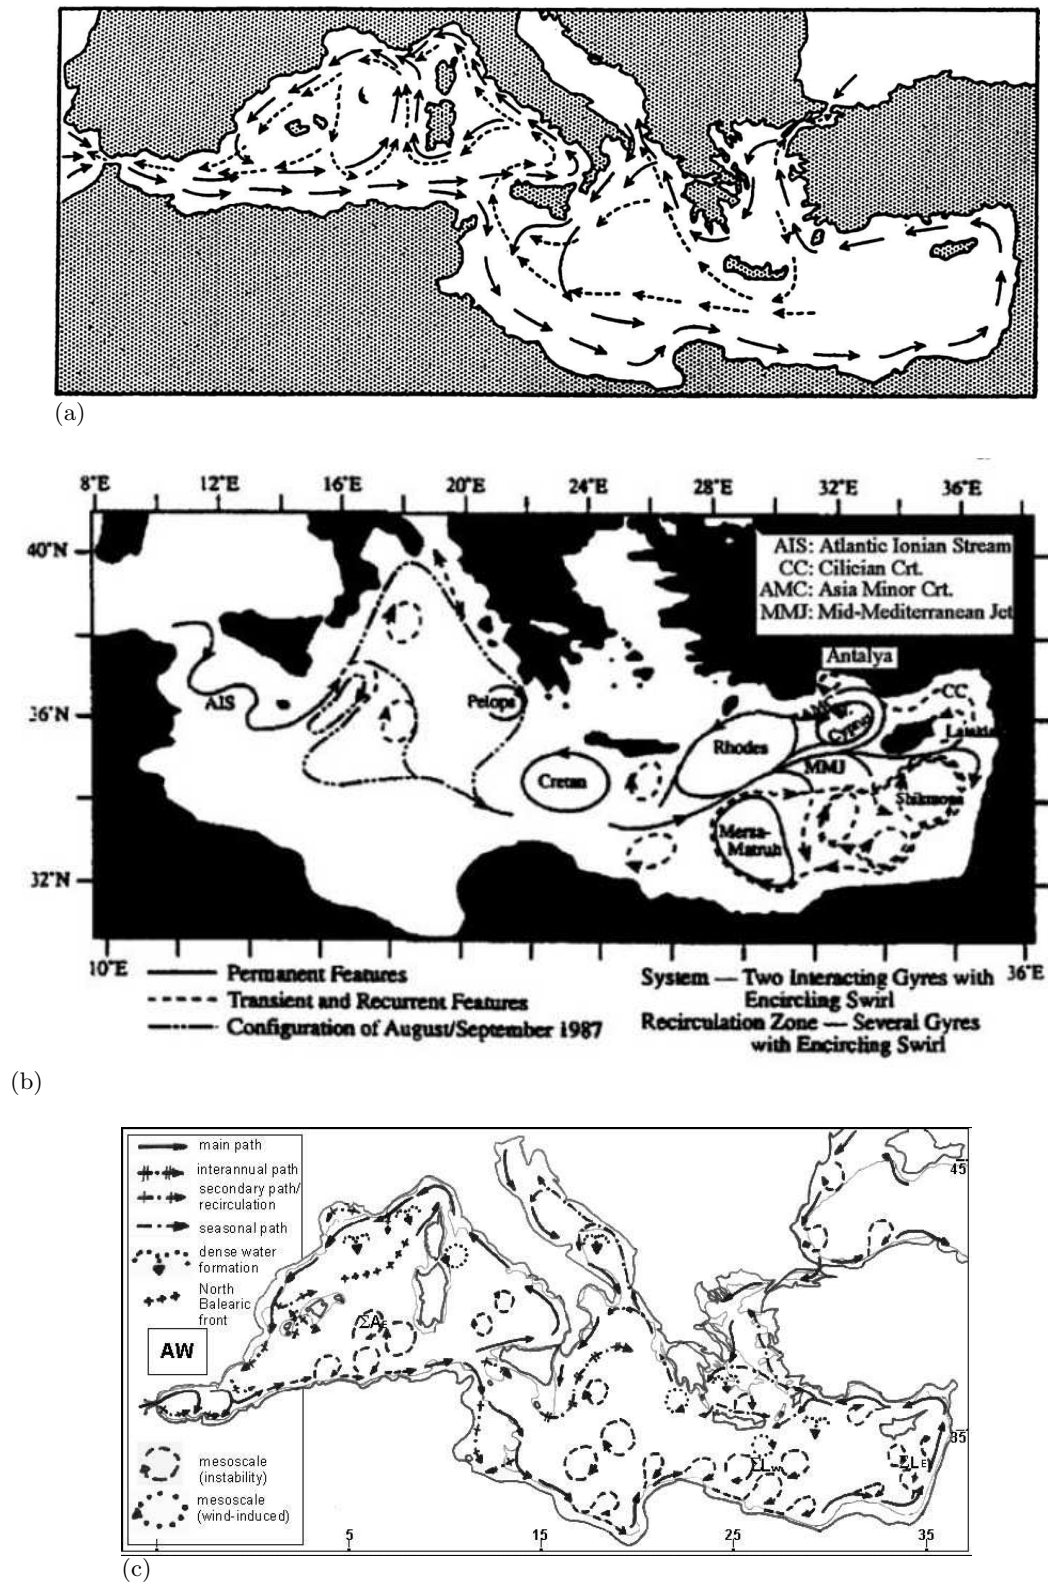 (a)
8°E 12°E 16°E 20°E 24°E 28°E 32°E 36°E
40°N
AIS: Atlantic Ionian Stream
CC: Cilician Crt.
AMC: Asia Minor Crt.
MMJ: Mid-Mediterranean Jet
Antalya
36°N
AIS
Pelops
AMC
CC
Cyprus
Rhodes
MMJ
Cretan
Shikmona
Mersa-
Matruh
32°N
10°E
36°E
Permanent Features
Transient and Recurrent Features
Configuration of August/September 1987
System — Two Interacting Gyres with
Encircling Swirl
Recirculation Zone — Several Gyres
with Encircling Swirl
(b)
main path
interannual path
secondary path/
recirculation
seasonal path
dense water
formation
North
Balearic
front
AW
mesoscale
(instability)
mesoscale
(wind-induced)
45
ΣAE
35
ΣLW
ΣLE
5 15 25 35
(c)